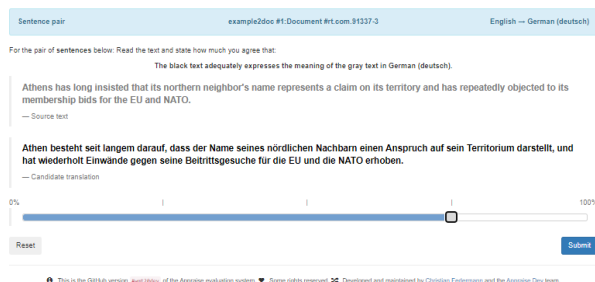 Sentence pair example2doc #1:Document #rt.com.91337-3 English → German (deutsch)
For the pair of sentences below: Read the text and state how much you agree that:
The black text adequately expresses the meaning of the gray text in German (deutsch).
Athens has long insisted that its northern neighbor's name represents a claim on its territory and has repeatedly objected to its
membership bids for the EU and NATO.
— Source text
Athen besteht seit langem darauf, dass der Name seines nördlichen Nachbarn einen Anspruch auf sein Territorium darstellt, und
hat wiederholt Einwände gegen seine Beitrittsgesuche für die EU und die NATO erhoben.
— Candidate translation
0% 100%
Reset Submit
This is the GitHub version of the Appraise evaluation system. Some rights reserved. Developed and maintained by Christian Federmann and the Appraise Dev team.